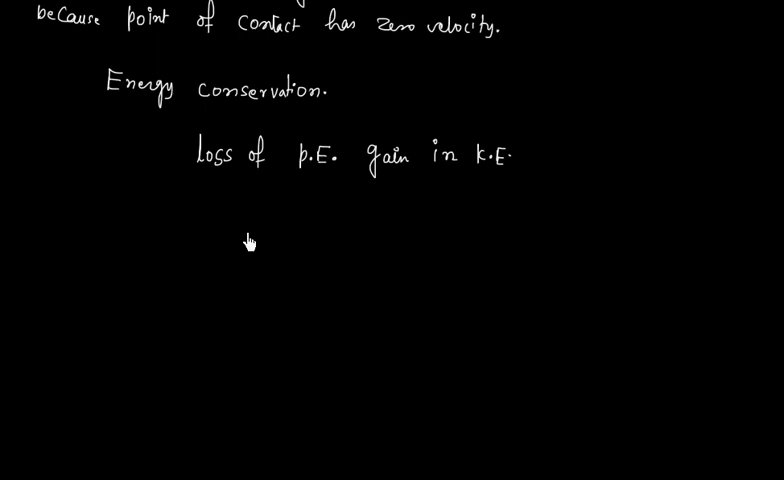 because point of contact has zero velocity.
Energy conservation.
Loss of p.E. gain in K.E.